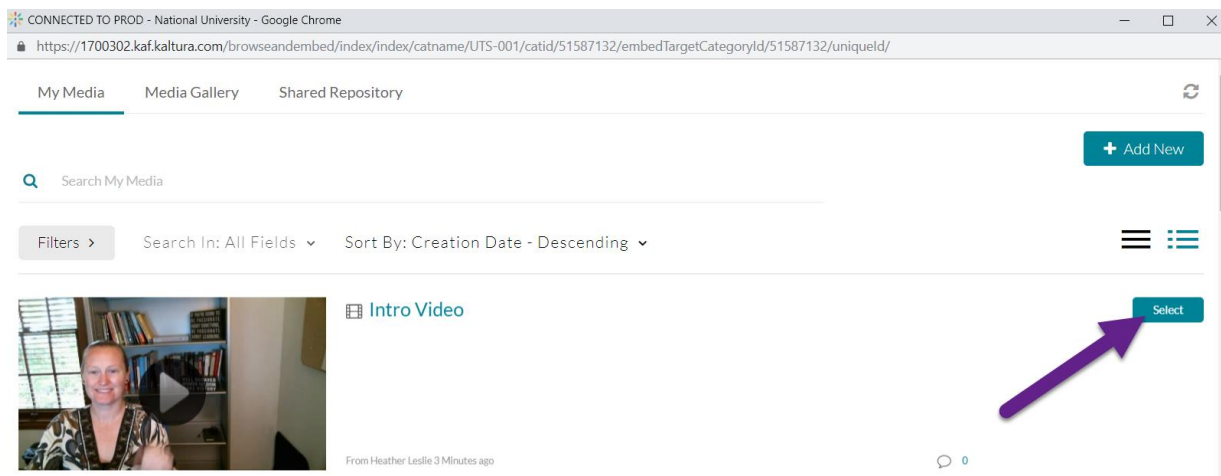 CONNECTED TO PROD - National University - Google Chrome
https://1700302.kaf.kaltura.com/browseandembed/index/index/catname/UTS-001/catid/51587132/embedTargetCategoryId/51587132/uniqueId/
My Media Media Gallery Shared Repository
+ Add New
Search My Media
Filters > Search In: All Fields Sort By: Creation Date - Descending
Intro Video
Select
From Heather Leslie 3 Minutes ago
0